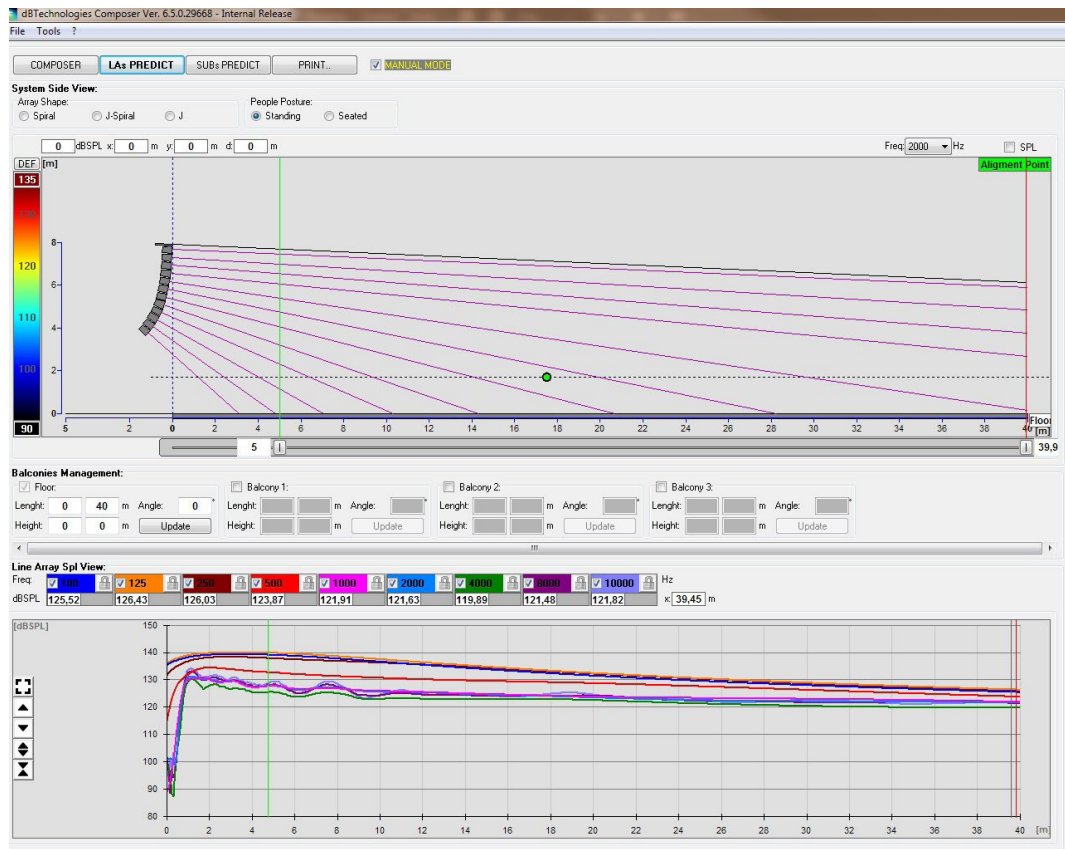 dBTechnologies Composer Ver. 6.5.0.29668 - Internal Release
File Tools ?
COMPOSER LAs PREDICT SUBs PREDICT PRINT.. MANUAL MODE
System Side View:
Array Shape: People Posture:
Spiral J-Spiral J Standing Seated
0 dBSPL x: 0 m y: 0 m d: 0 m Freq: 2000 Hz SPL
DEF [m] Aligment Point
135
8
120
6
110
4
100
2
90 0
5 2 0 2 4 6 8 10 12 14 16 18 20 22 24 26 28 30 32 34 36 38 40 Floor
[m]
5 39,9
Balconies Management:
Floor: Balcony 1: Balcony 2: Balcony 3:
Lenght: 0 40 m Angle: 0 ° Lenght: m Angle: ° Lenght: m Angle: ° Lenght: m Angle: °
Height: 0 0 m Update Height: m Update Height: m Update Height: m Update
Line Array Spl View:
Freq: 100 125 250 500 1000 2000 4000 8000 10000 Hz
dBSPL 125,52 126,43 126,03 123,87 121,91 121,63 119,89 121,48 121,82 x: 39,45 m
[dBSPL] 150
140
130
120
110
100
90
80
0 2 4 6 8 10 12 14 16 18 20 22 24 26 28 30 32 34 36 38 40 [m]